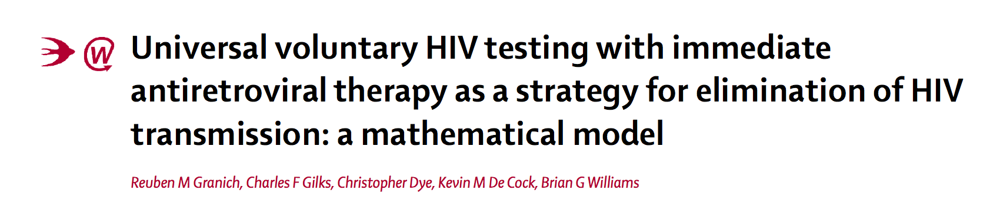 W
Universal voluntary HIV testing with immediate
antiretroviral therapy as a strategy for elimination of HIV
transmission: a mathematical model
Reuben M Granich, Charles F Gilks, Christopher Dye, Kevin M De Cock, Brian G Williams